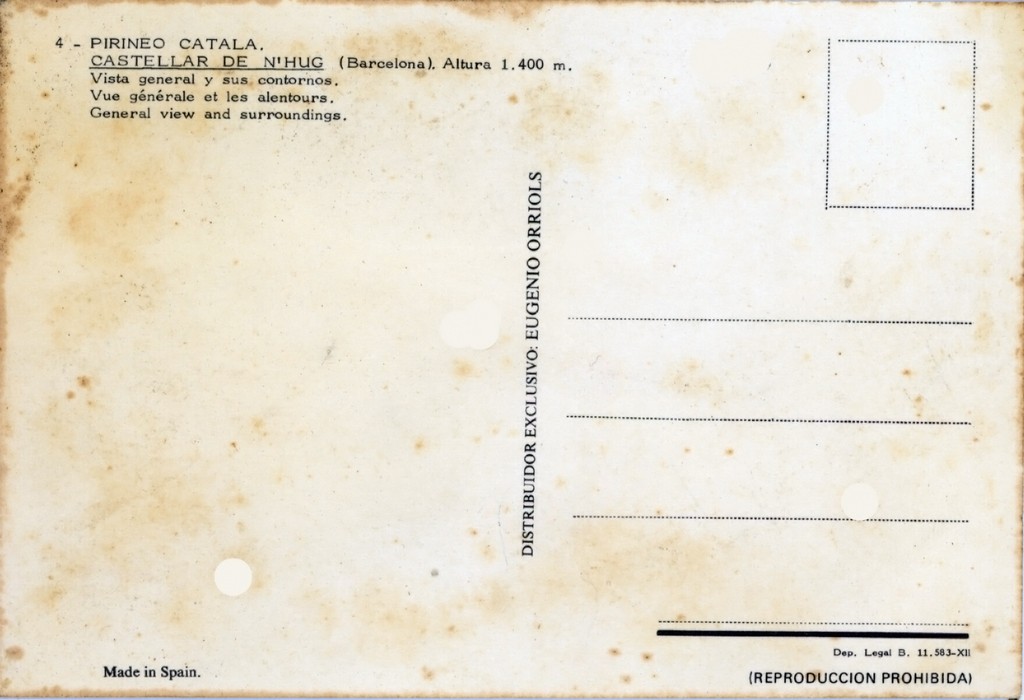 4 - PIRINEO CATALA.
CASTELLAR DE N'HUG (Barcelona). Altura 1.400 m.
Vista general y sus contornos.
Vue générale et les alentours.
General view and surroundings.
DISTRIBUIDOR EXCLUSIVO: EUGENIO ORRIOLS
Dep. Legal B. 11.583-XII
(REPRODUCCION PROHIBIDA)
Made in Spain.